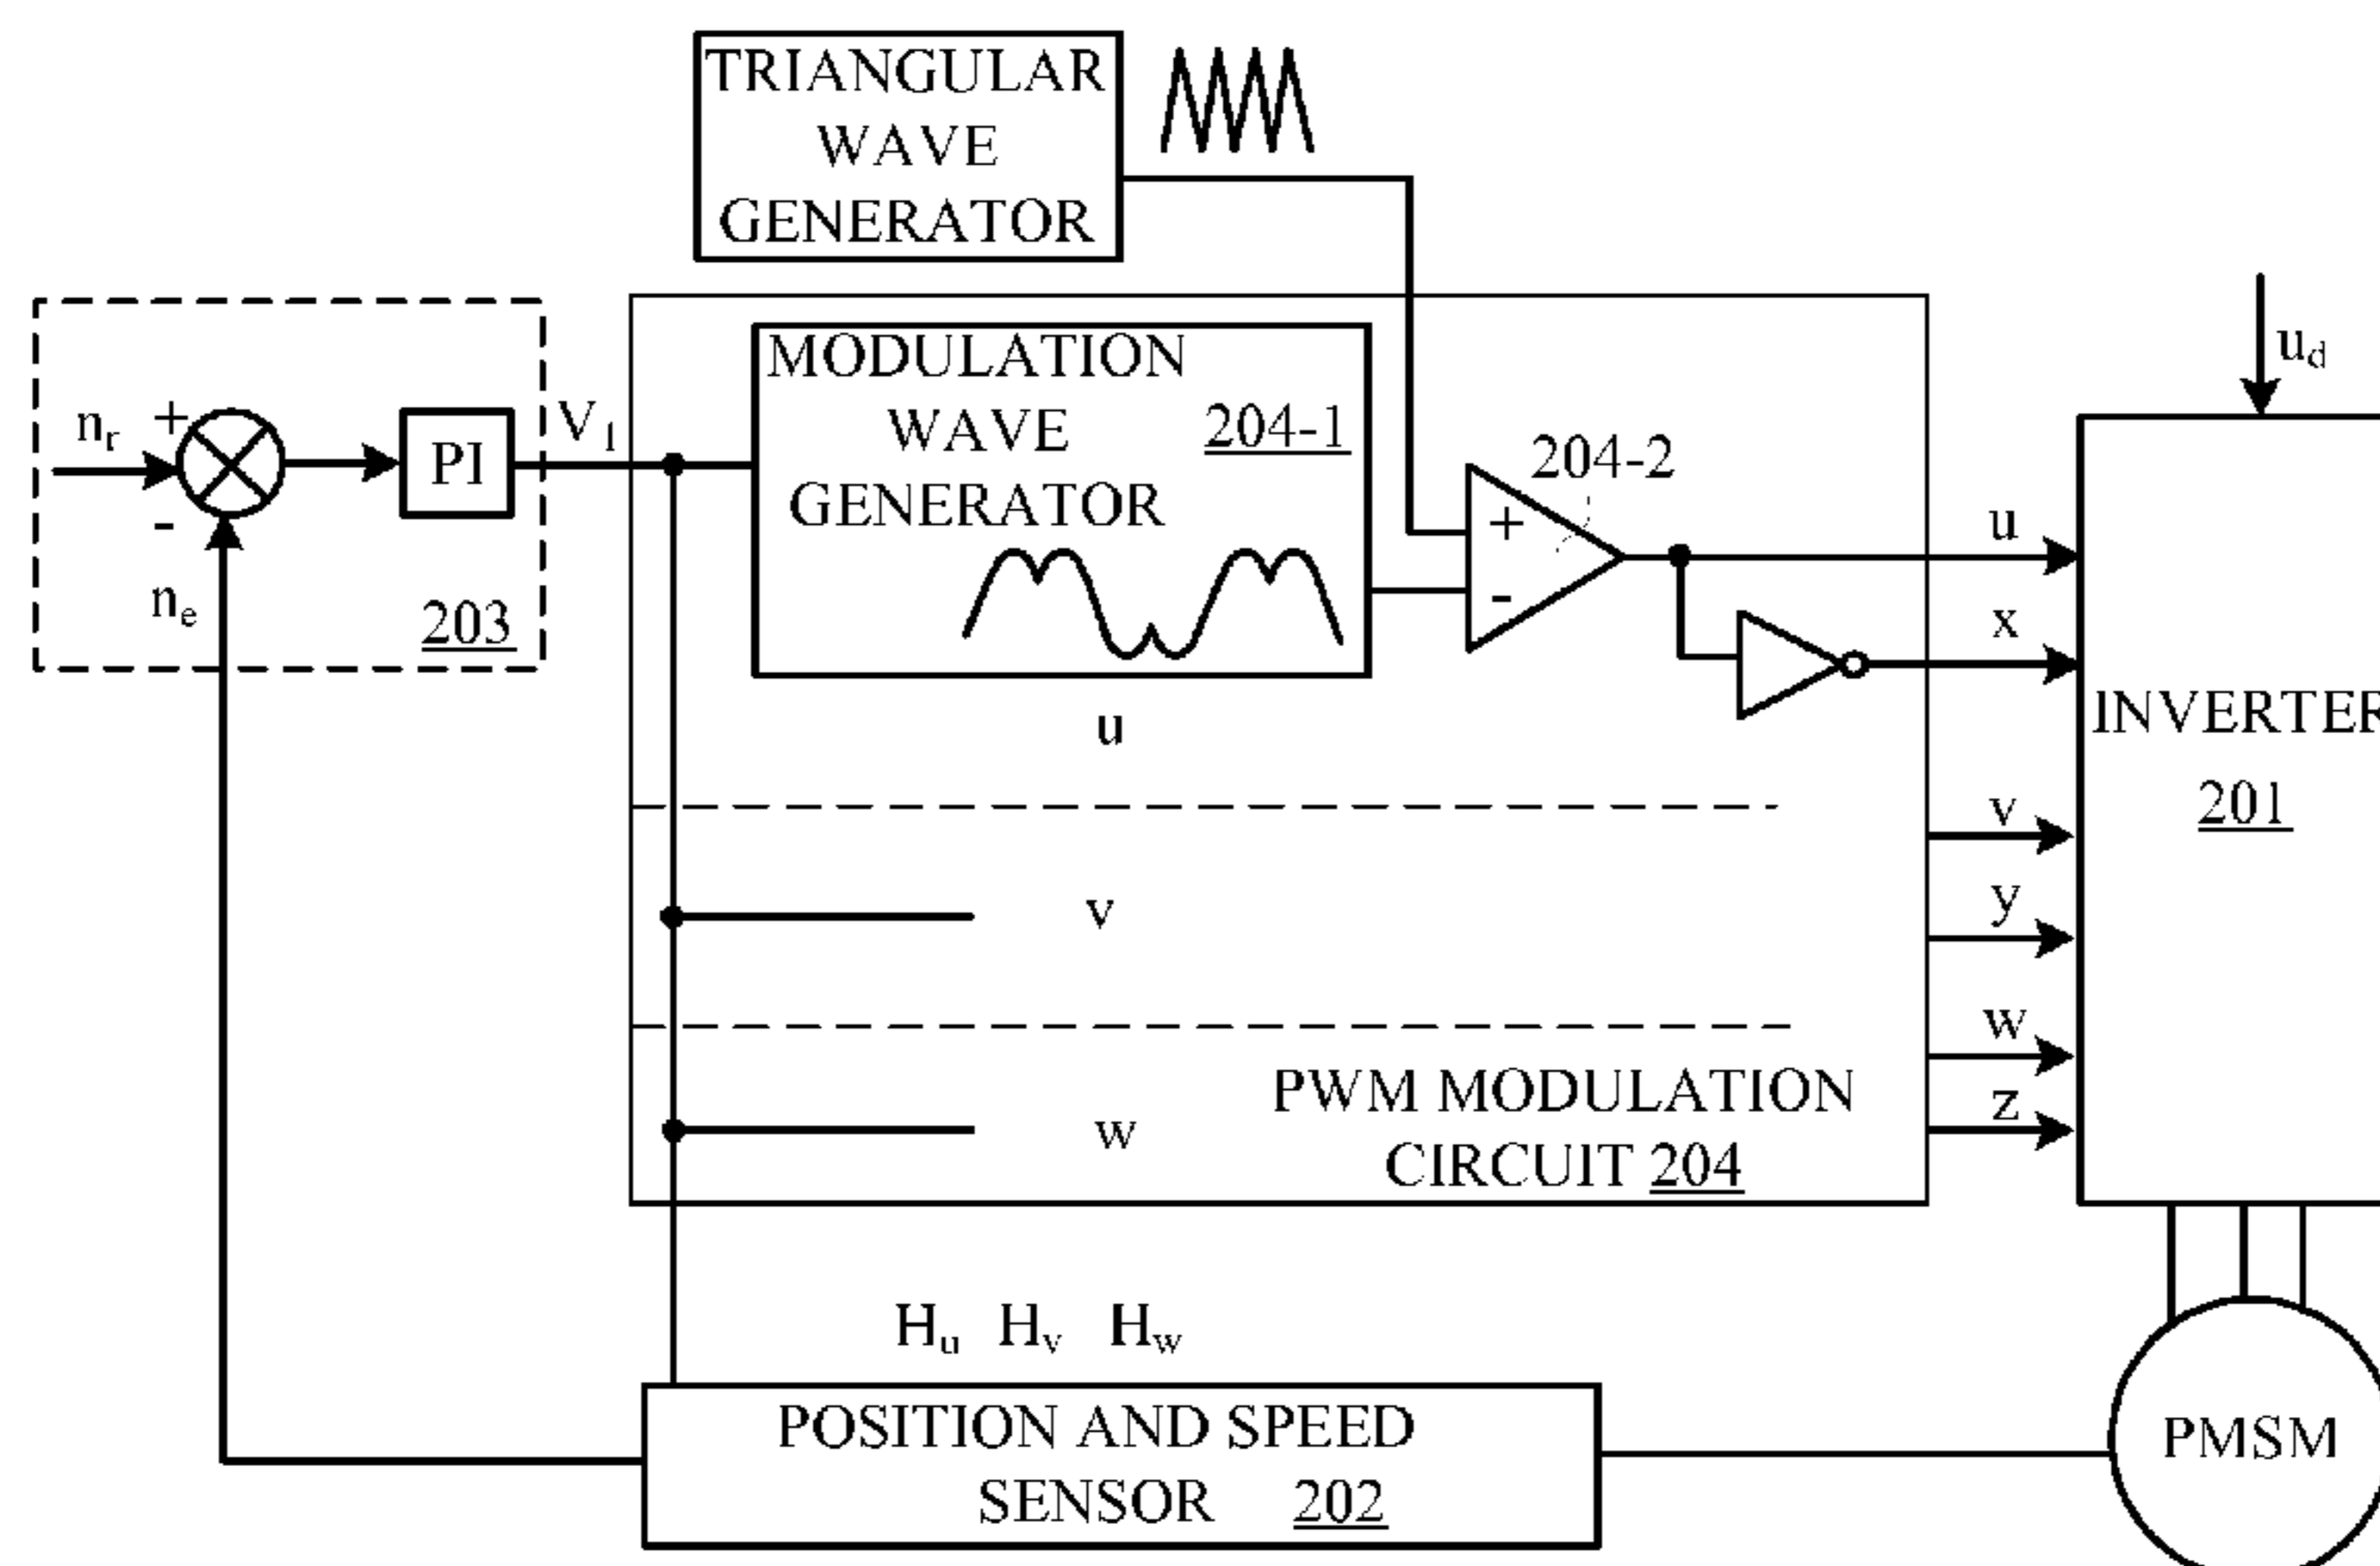 TRIANGULAR
WAVE
GENERATOR
u_d
MODULATION
WAVE
GENERATOR
204-1
n_r
+
-
PI
V_1
n_e
203
204-2
+
-
u
x
u
INVERTER
201
v
y
v
w
z
w
PWM MODULATION
CIRCUIT 204
H_u H_v H_w
POSITION AND SPEED
SENSOR 202
PMSM